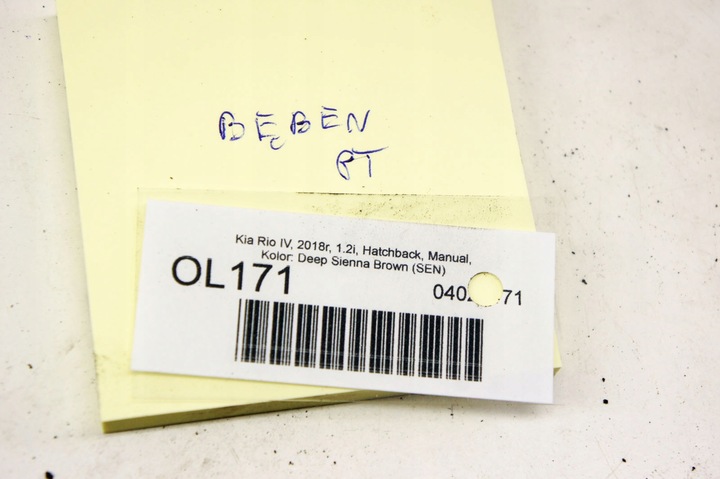 BĘBEN
PT
Kia Rio IV, 2018r, 1.2i, Hatchback, Manual,
Kolor: Deep Sienna Brown (SEN)
OL171